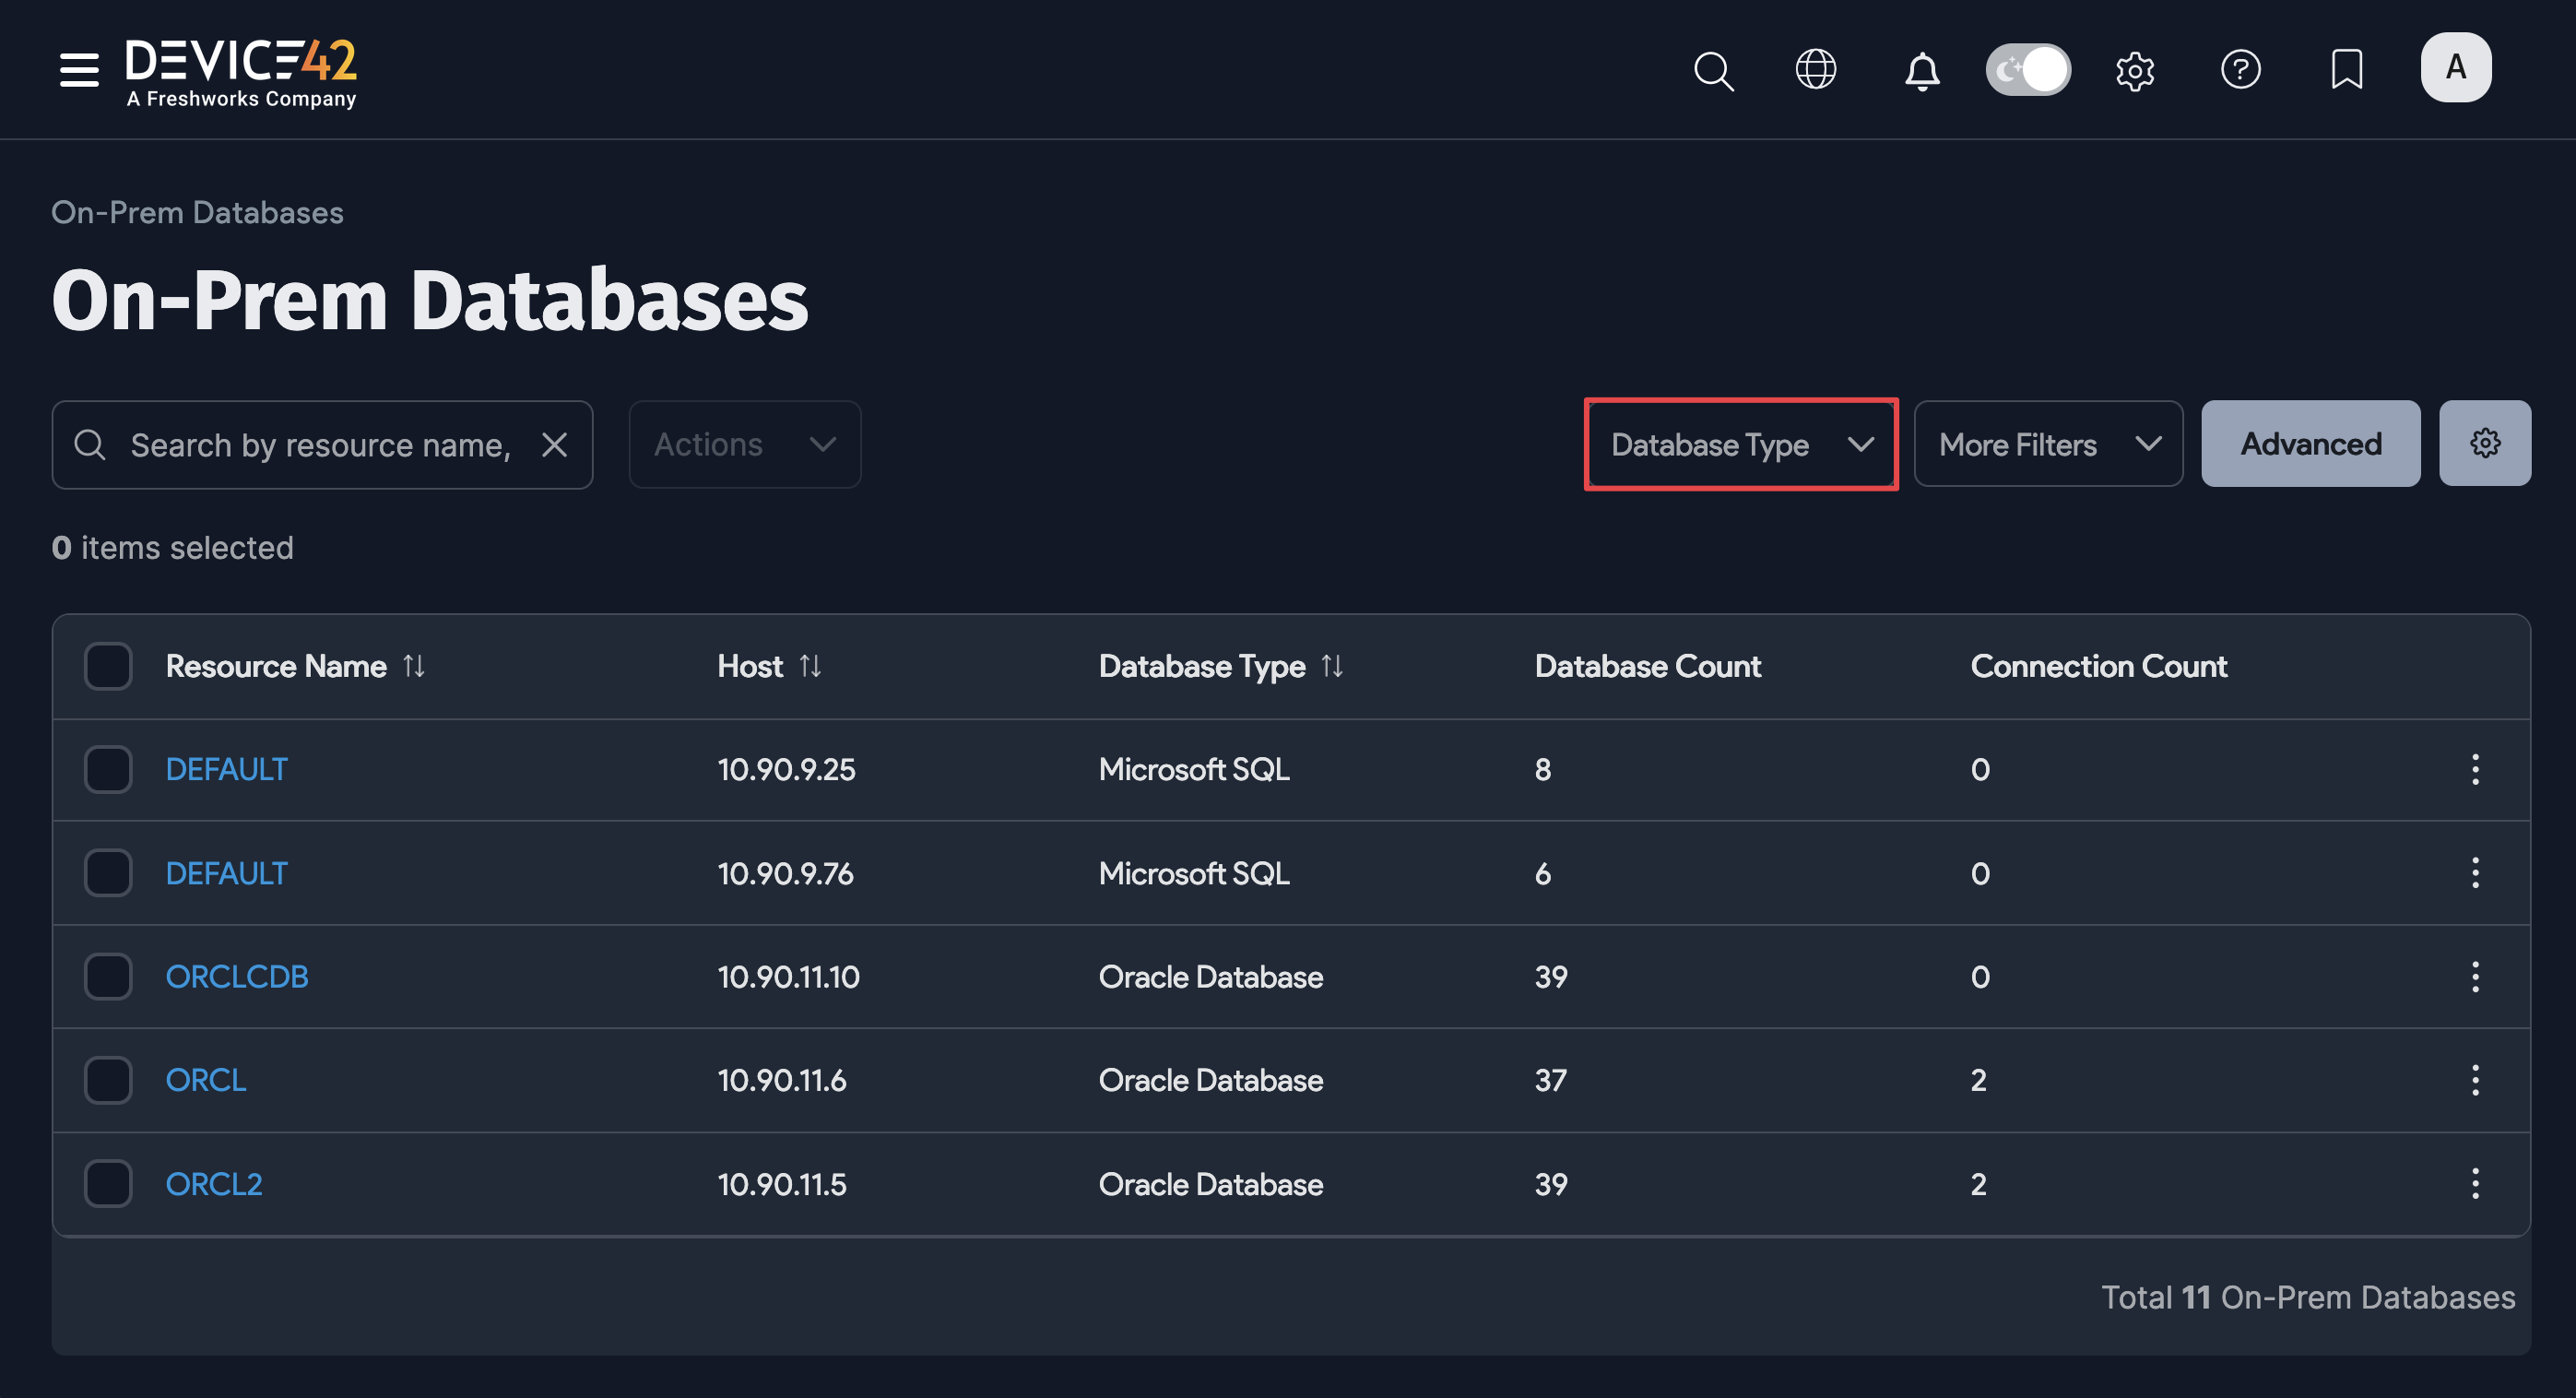 DEVICE42
A Freshworks Company
A
On-Prem Databases
On-Prem Databases
Search by resource name,
Actions
Database Type
More Filters
Advanced
0 items selected
Resource Name Host Database Type Database Count Connection Count
DEFAULT 10.90.9.25 Microsoft SQL 8 0
DEFAULT 10.90.9.76 Microsoft SQL 6 0
ORCLCDB 10.90.11.10 Oracle Database 39 0
ORCL 10.90.11.6 Oracle Database 37 2
ORCL2 10.90.11.5 Oracle Database 39 2
Total 11 On-Prem Databases